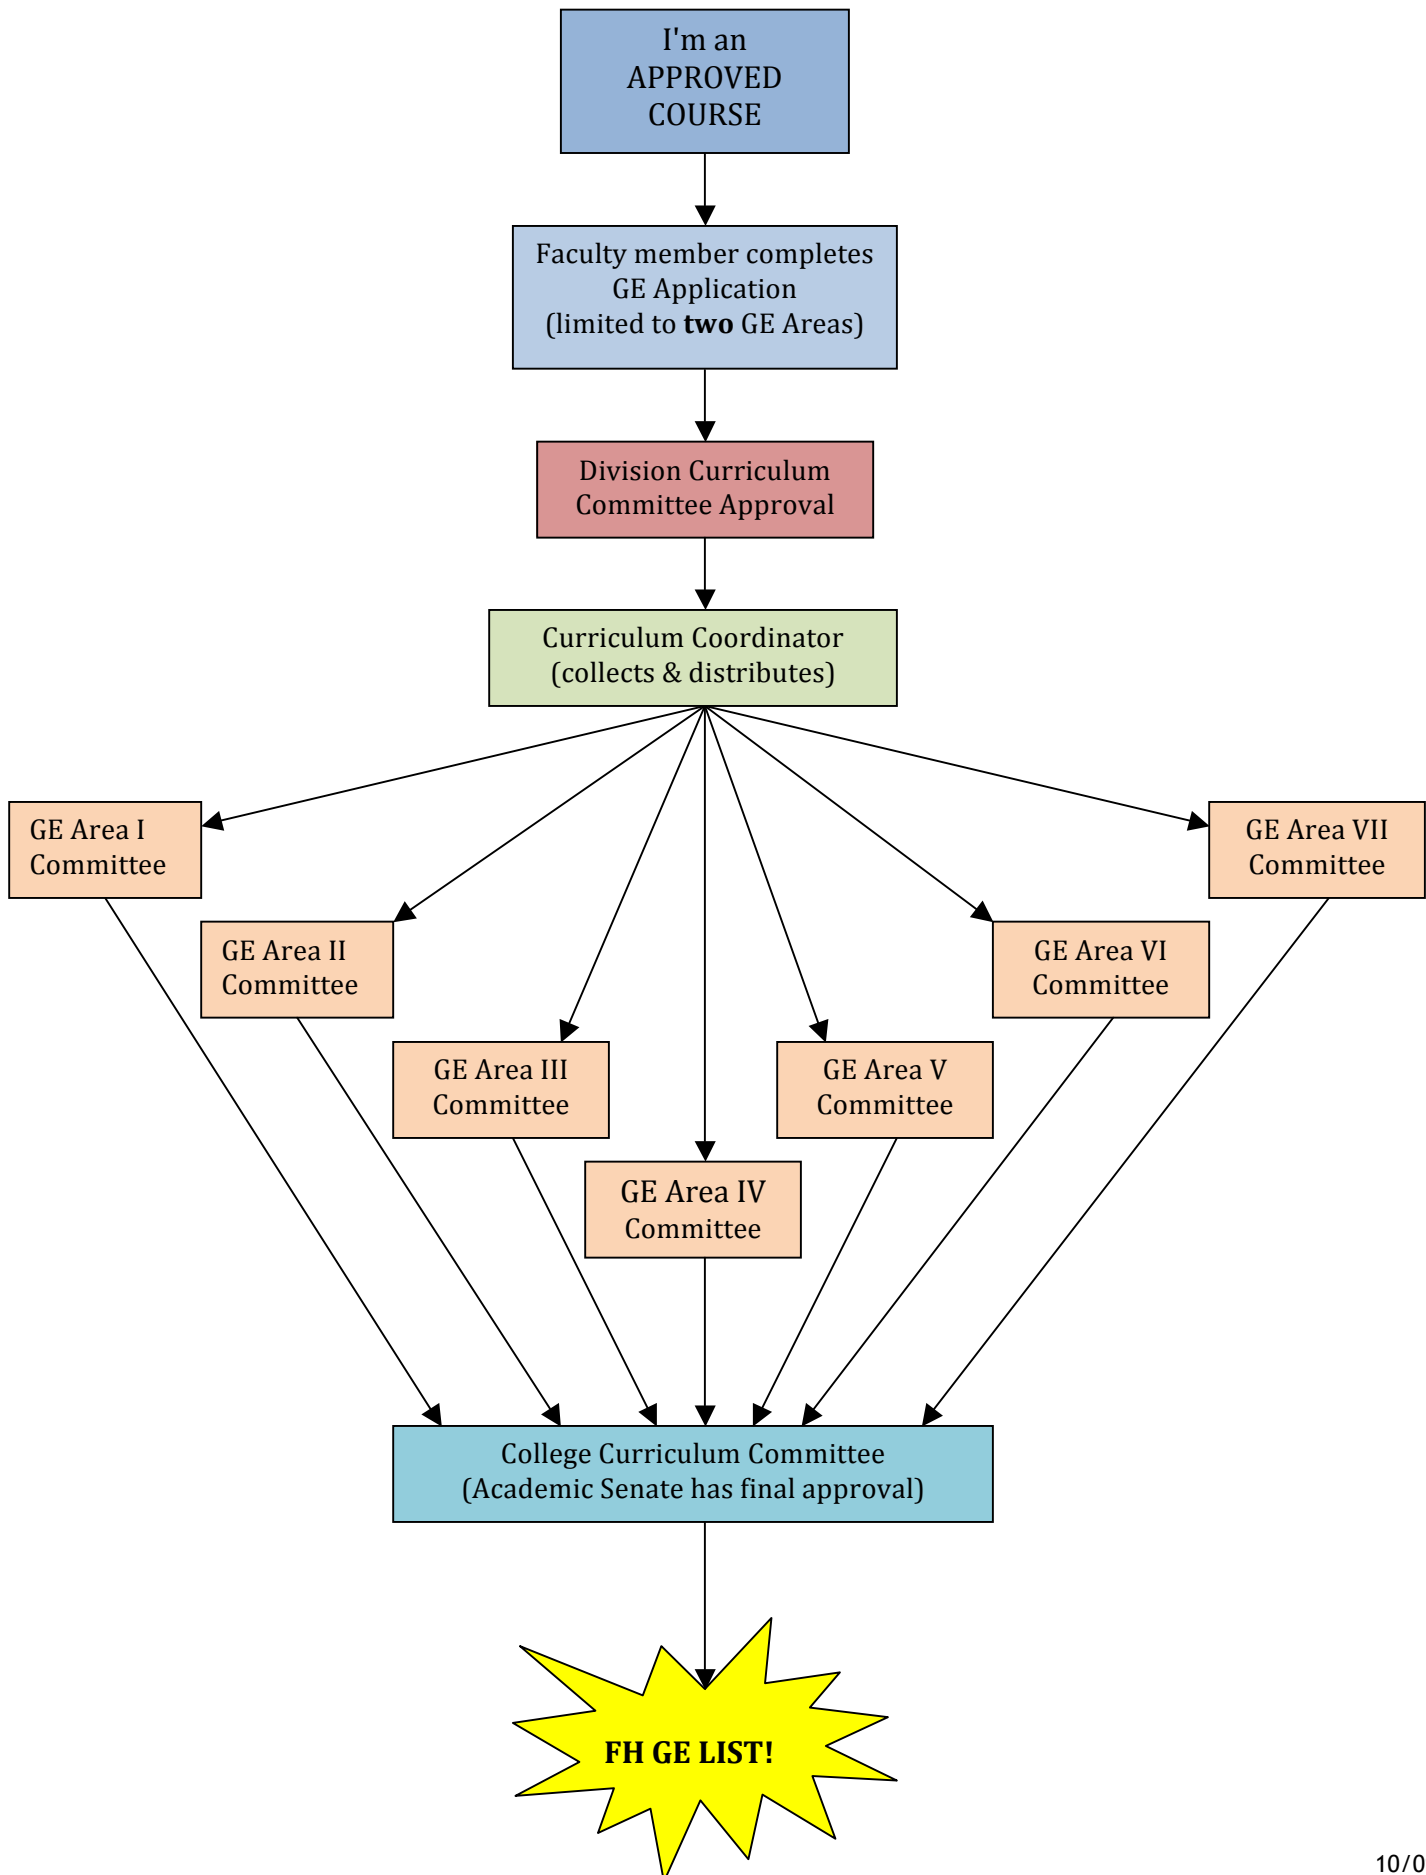 I'm an
APPROVED
COURSE
Faculty member completes
GE Application
(limited to two GE Areas)
Division Curriculum
Committee Approval
Curriculum Coordinator
(collects & distributes)
GE Area I
Committee
GE Area VII
Committee
GE Area II
Committee
GE Area VI
Committee
GE Area III
Committee
GE Area V
Committee
GE Area IV
Committee
College Curriculum Committee
(Academic Senate has final approval)
FH GE LIST!
10/0